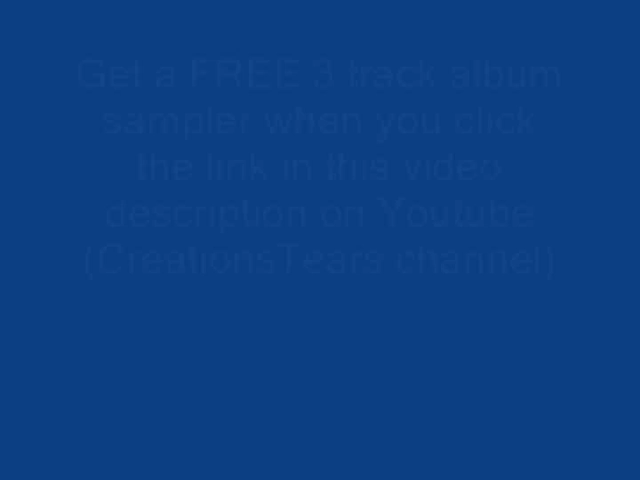 Get a FREE 3 track album
sampler when you click
the link in this video
description on Youtube
(CreationsTears channel)